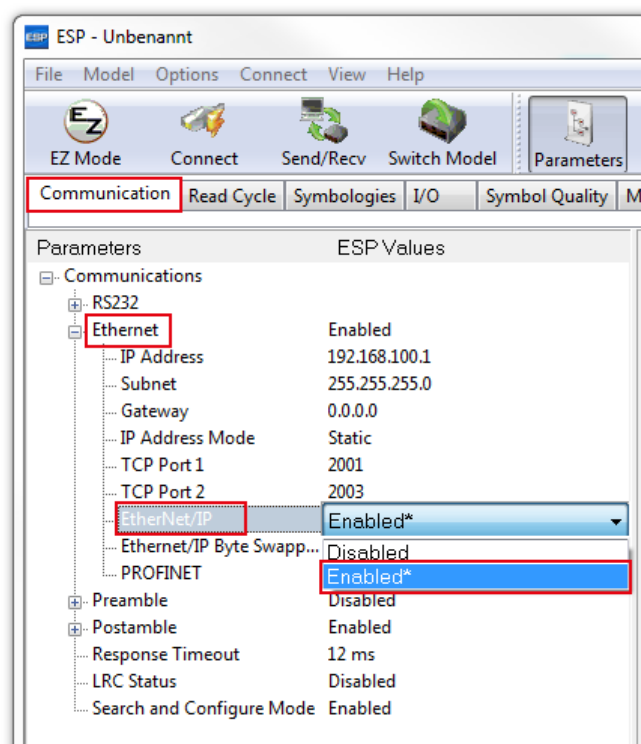 ESP ESP - Unbenannt
File Model Options Connect View Help
EZ
EZ Mode Connect Send/Recv Switch Model Parameters
Communication Read Cycle Symbologies I/O Symbol Quality M
Parameters ESP Values
Communications
RS232
Ethernet Enabled
IP Address 192.168.100.1
Subnet 255.255.255.0
Gateway 0.0.0.0
IP Address Mode Static
TCP Port 1 2001
TCP Port 2 2003
EtherNet/IP Enabled*
Ethernet/IP Byte Swapp... Disabled
PROFINET Enabled*
Preamble Disabled
Postamble Enabled
Response Timeout 12 ms
LRC Status Disabled
Search and Configure Mode Enabled